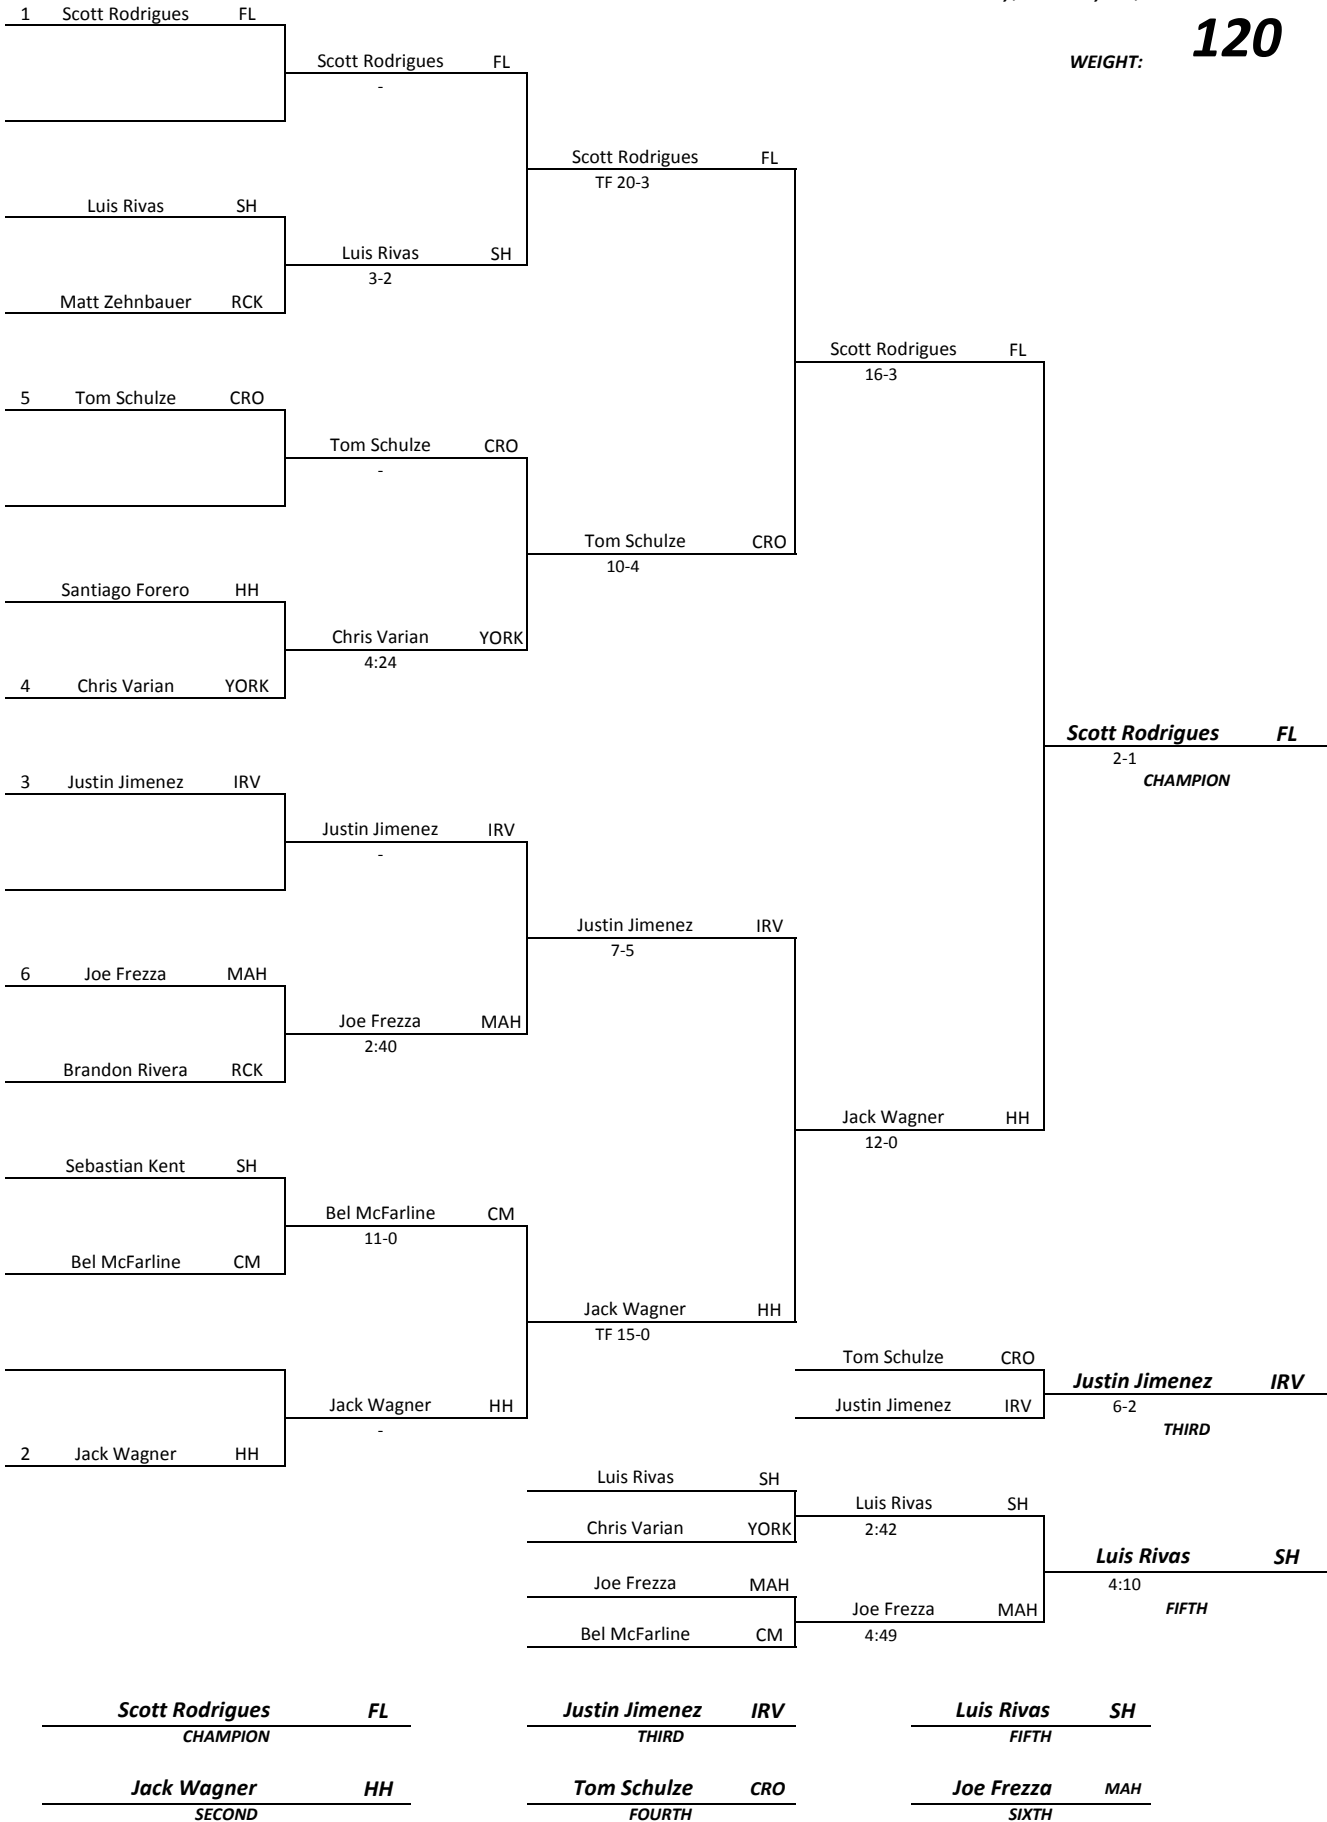 1 Scott Rodrigues FL
120
Scott Rodrigues FL
WEIGHT:
-
Scott Rodrigues FL
TF 20-3
Luis Rivas SH
Luis Rivas SH
3-2
Matt Zehnbauer RCK
Scott Rodrigues FL
16-3
5 Tom Schulze CRO
Tom Schulze CRO
-
Tom Schulze CRO
10-4
Santiago Forero HH
Chris Varian YORK
4:24
4 Chris Varian YORK
Scott Rodrigues FL
2-1
CHAMPION
3 Justin Jimenez IRV
Justin Jimenez IRV
-
Justin Jimenez IRV
7-5
6 Joe Frezza MAH
Joe Frezza MAH
2:40
Brandon Rivera RCK
Jack Wagner HH
12-0
Sebastian Kent SH
Bel McFarline CM
11-0
Bel McFarline CM
Jack Wagner HH
TF 15-0
Tom Schulze CRO
Justin Jimenez IRV
Jack Wagner HH
Justin Jimenez IRV
6-2
-
THIRD
2 Jack Wagner HH
Luis Rivas SH
Luis Rivas SH
Chris Varian YORK
2:42
Luis Rivas SH
Joe Frezza MAH
4:10
Joe Frezza MAH
FIFTH
Bel McFarline CM
4:49
Scott Rodrigues FL Justin Jimenez IRV Luis Rivas SH
CHAMPION THIRD FIFTH
Jack Wagner HH Tom Schulze CRO Joe Frezza MAH
SECOND FOURTH SIXTH